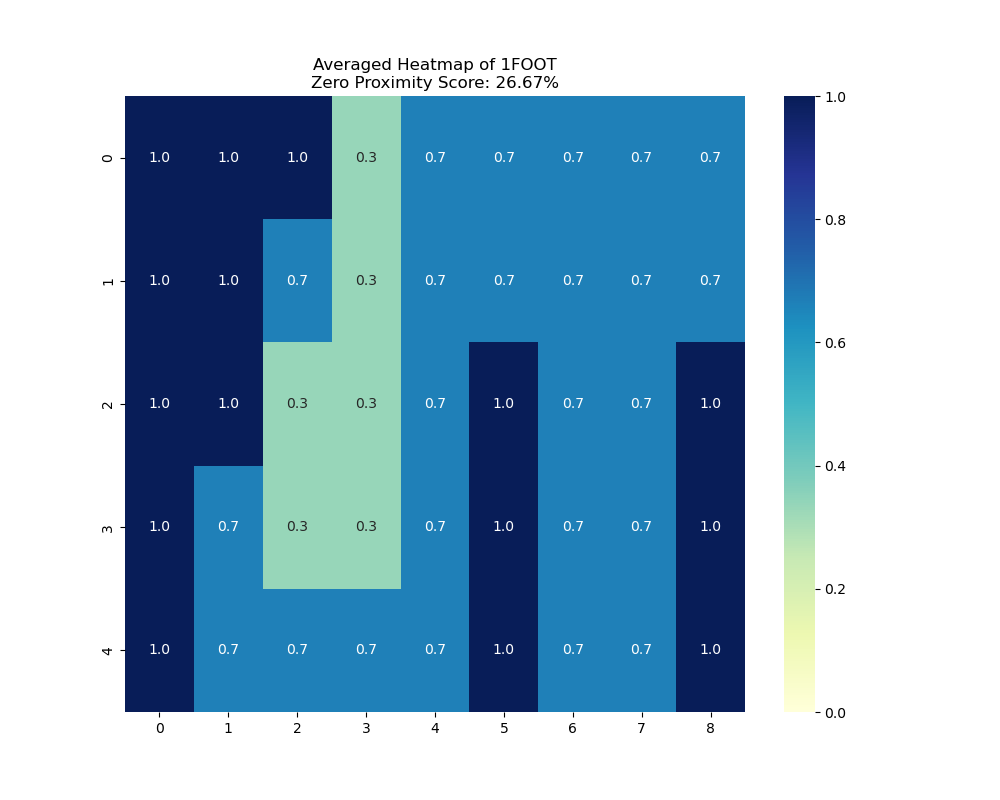 Averaged Heatmap of 1FOOT
Zero Proximity Score: 26.67%
1.0
0 1.0 1.0 1.0 0.3 0.7 0.7 0.7 0.7 0.7
0.8
1 1.0 1.0 0.7 0.3 0.7 0.7 0.7 0.7 0.7
0.6
2 1.0 1.0 0.3 0.3 0.7 1.0 0.7 0.7 1.0
0.4
3 1.0 0.7 0.3 0.3 0.7 1.0 0.7 0.7 1.0
0.2
4 1.0 0.7 0.7 0.7 0.7 1.0 0.7 0.7 1.0
0.0
0 1 2 3 4 5 6 7 8